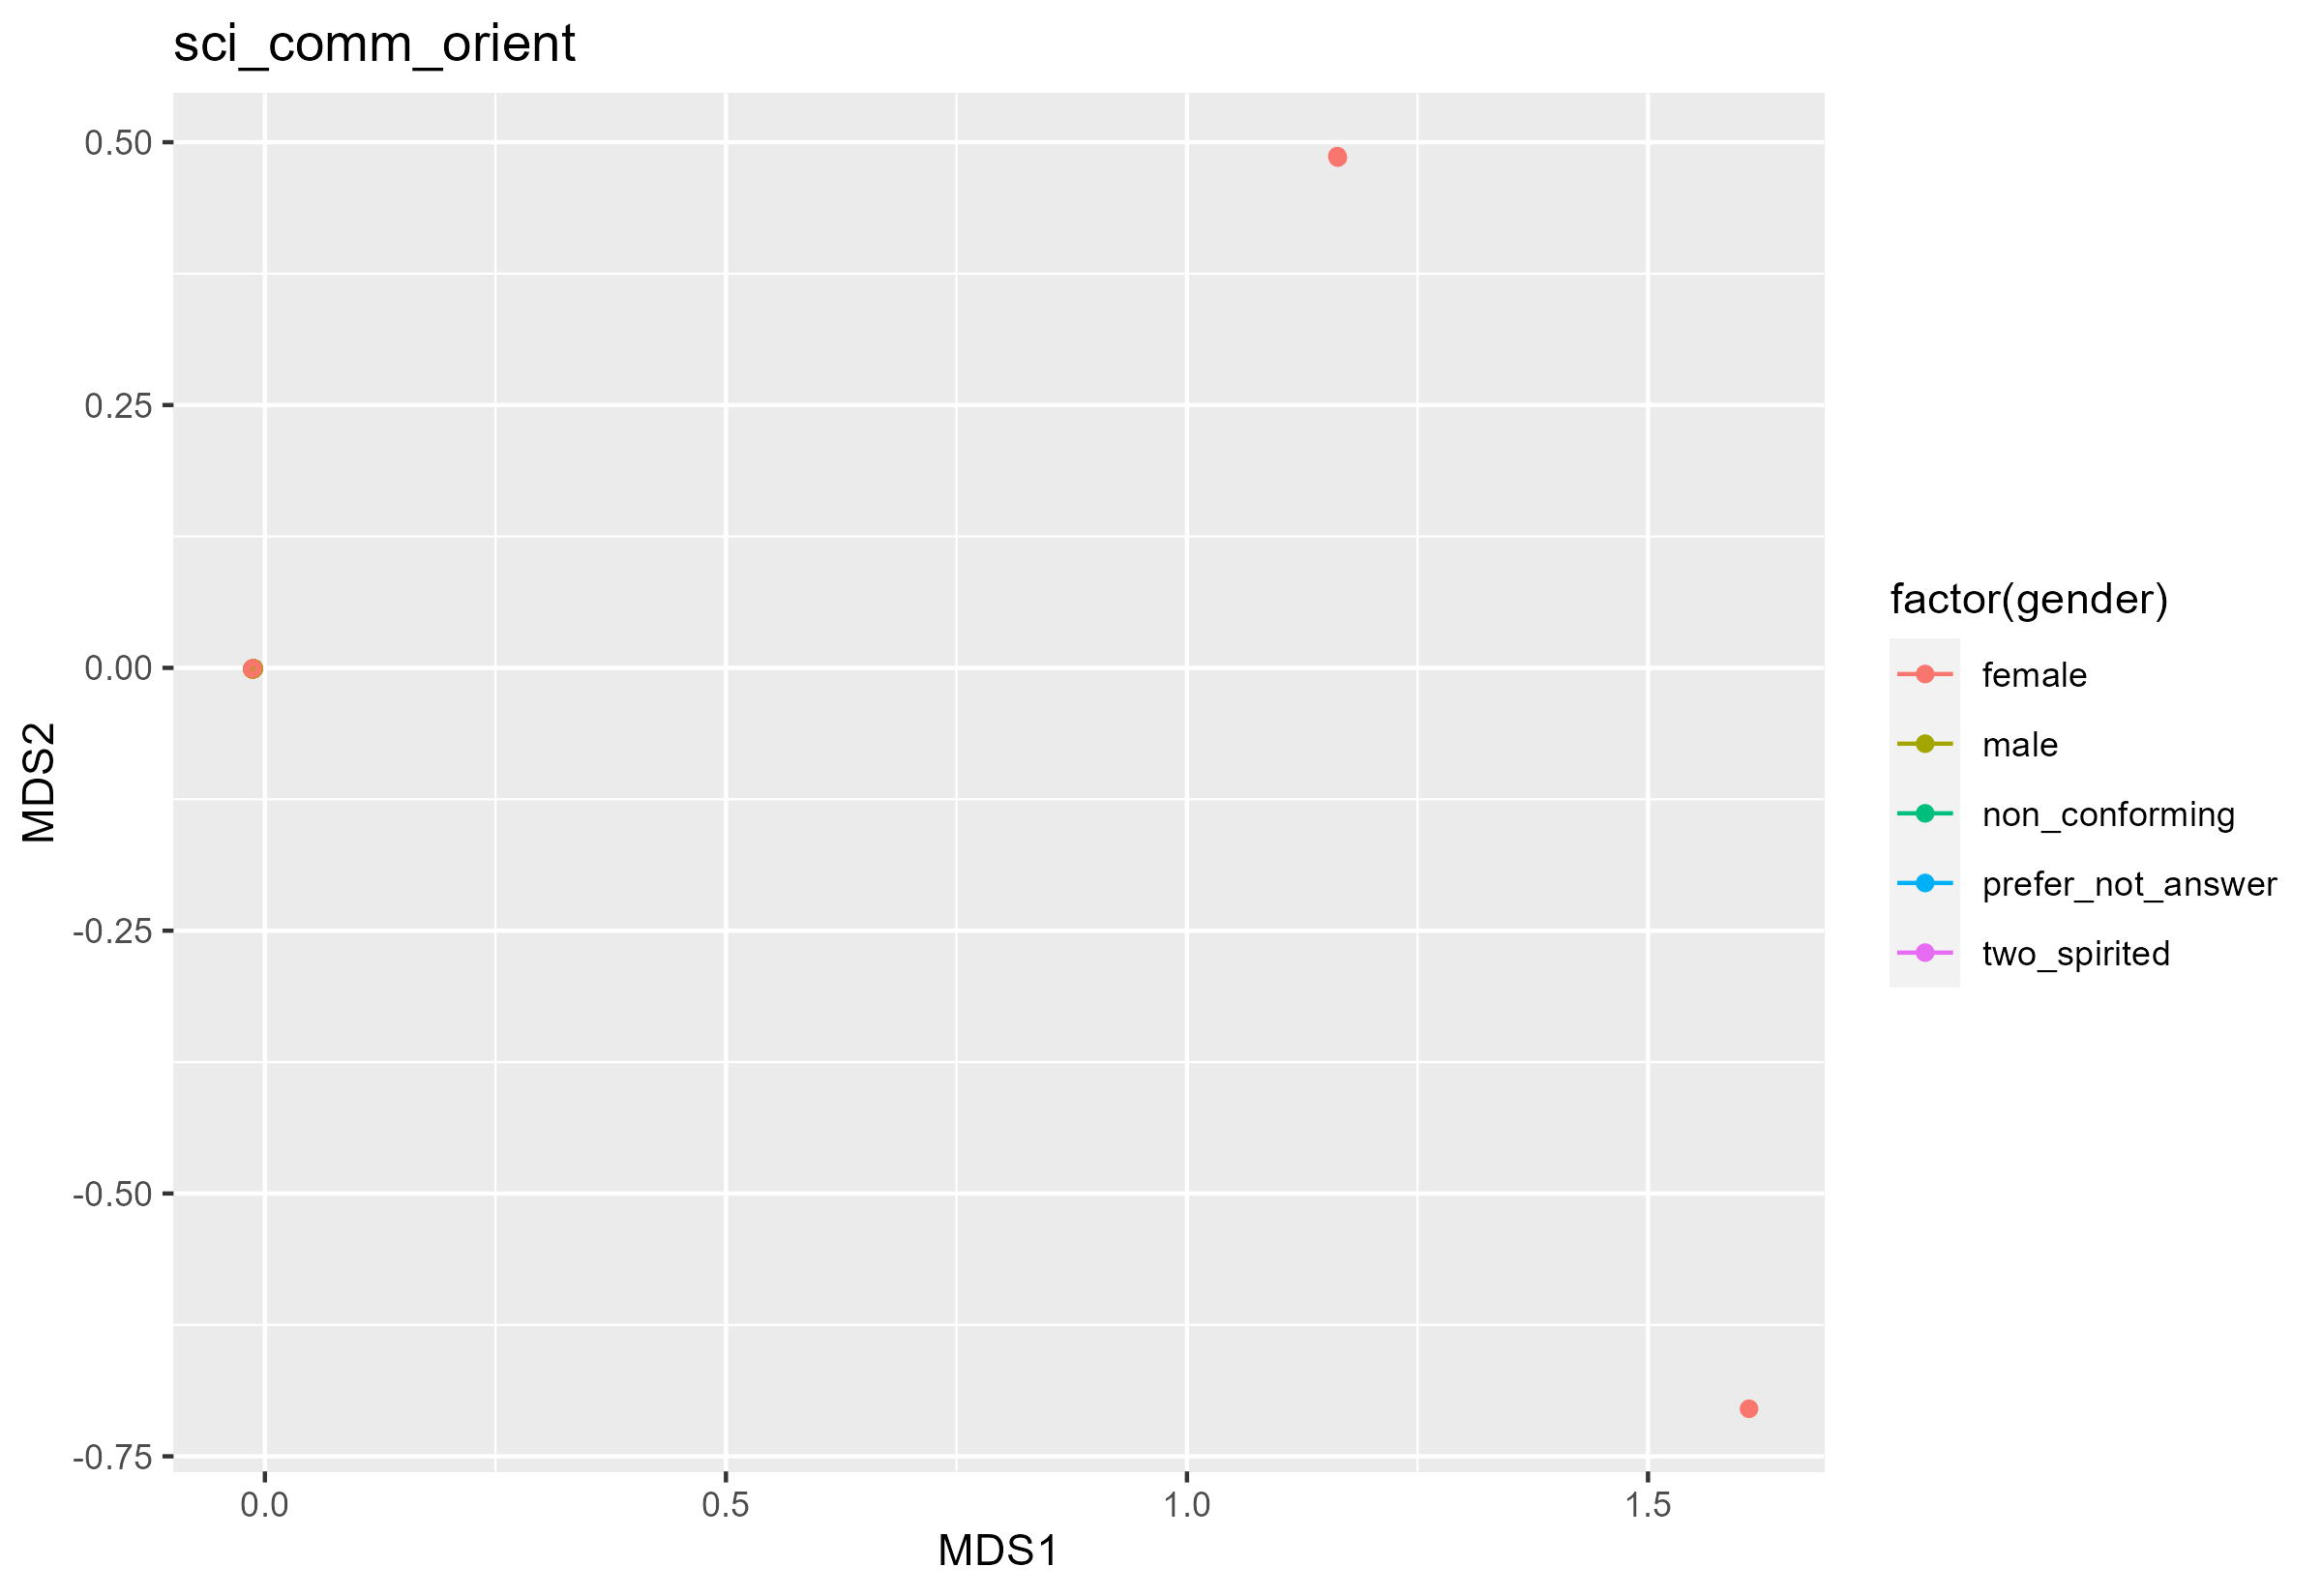 sci_comm_orient
0.50
0.25
0.00
-0.25
-0.50
-0.75
MDS2
0.0 0.5 1.0 1.5
MDS1
factor(gender)
female
male
non_conforming
prefer_not_answer
two_spirited